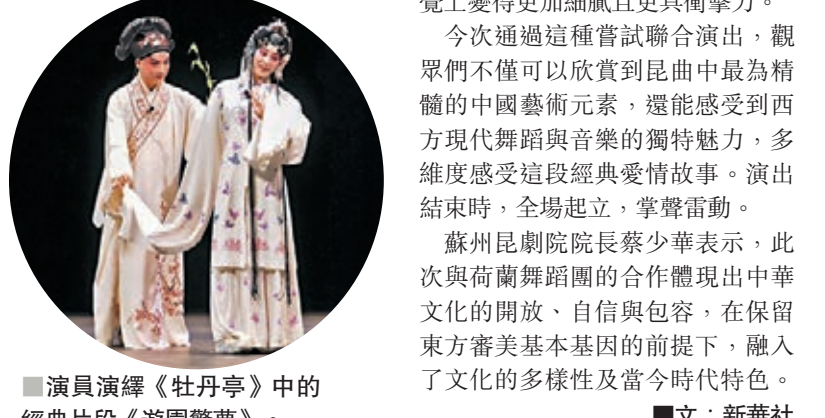 覺上變得更加細膩且更具衝擊力。
今次通過這種嘗試聯合演出，觀
眾們不僅可以欣賞到昆曲中最為精
髓的中國藝術元素，還能感受到西
方現代舞蹈與音樂的獨特魅力，多
維度感受這段經典愛情故事。演出
結束時，全場起立，掌聲雷動。
蘇州昆劇院院長蔡少華表示，此
次與荷蘭舞蹈團的合作體現出中華
文化的開放、自信與包容，在保留
東方審美基本基因的前提下，融入
了文化的多樣性及當今時代特色。
■文：新華社
■演員演繹《牡丹亭》中的
經典片段《遊園驚夢》。